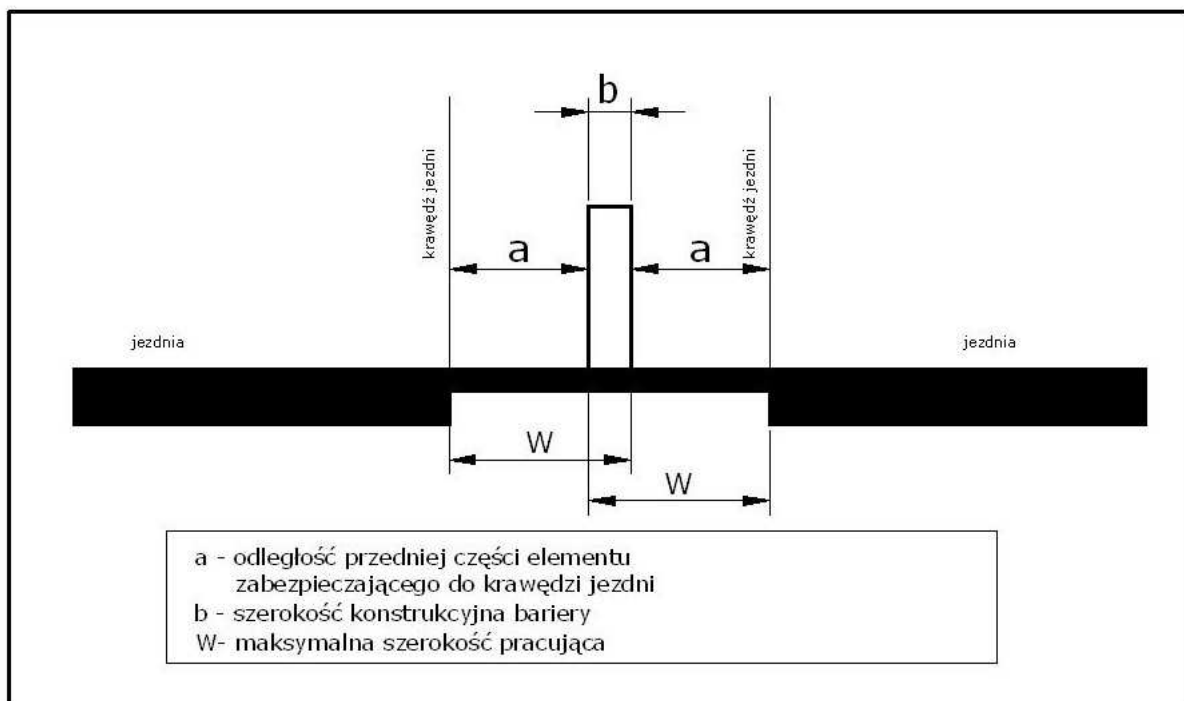 b
krawędź jezdni
krawędź jezdni
a
a
jezdnia
jezdnia
W
W
a - odległość przedniej części elementu
zabezpieczającego do krawędzi jezdni
b - szerokość konstrukcyjna bariery
W- maksymalna szerokość pracująca